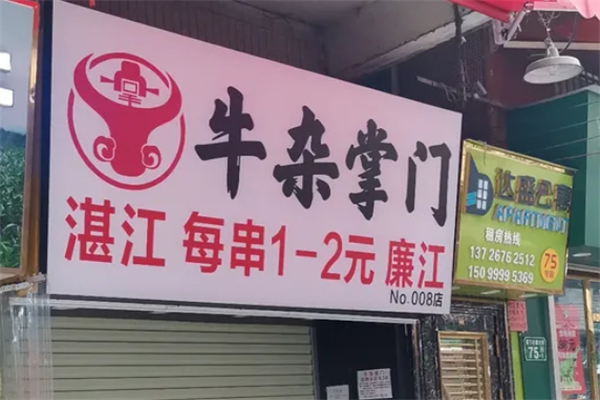 牛杂掌门
湛江 每串1-2元 廉江
No.008店
租房热线
75
137 2676 2512
150 9999 5369
75